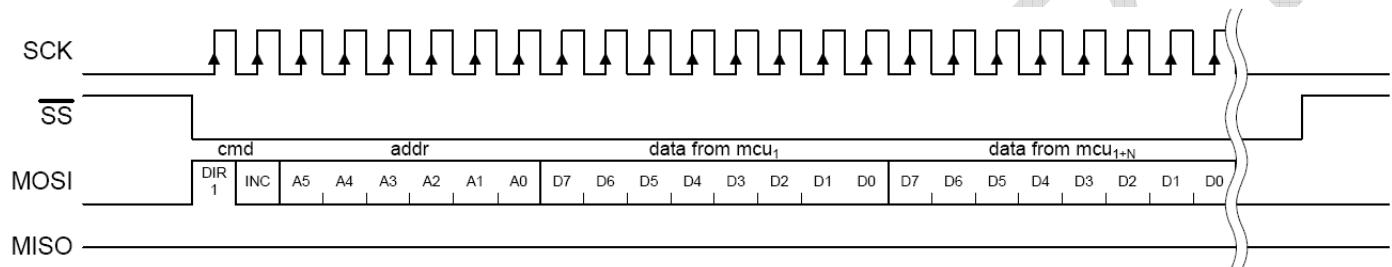 SCK
SS
cmd addr data from mcu1 data from mcu1+N
MOSI DIR 1 INC A5 A4 A3 A2 A1 A0 D7 D6 D5 D4 D3 D2 D1 D0 D7 D6 D5 D4 D3 D2 D1 D0
MISO